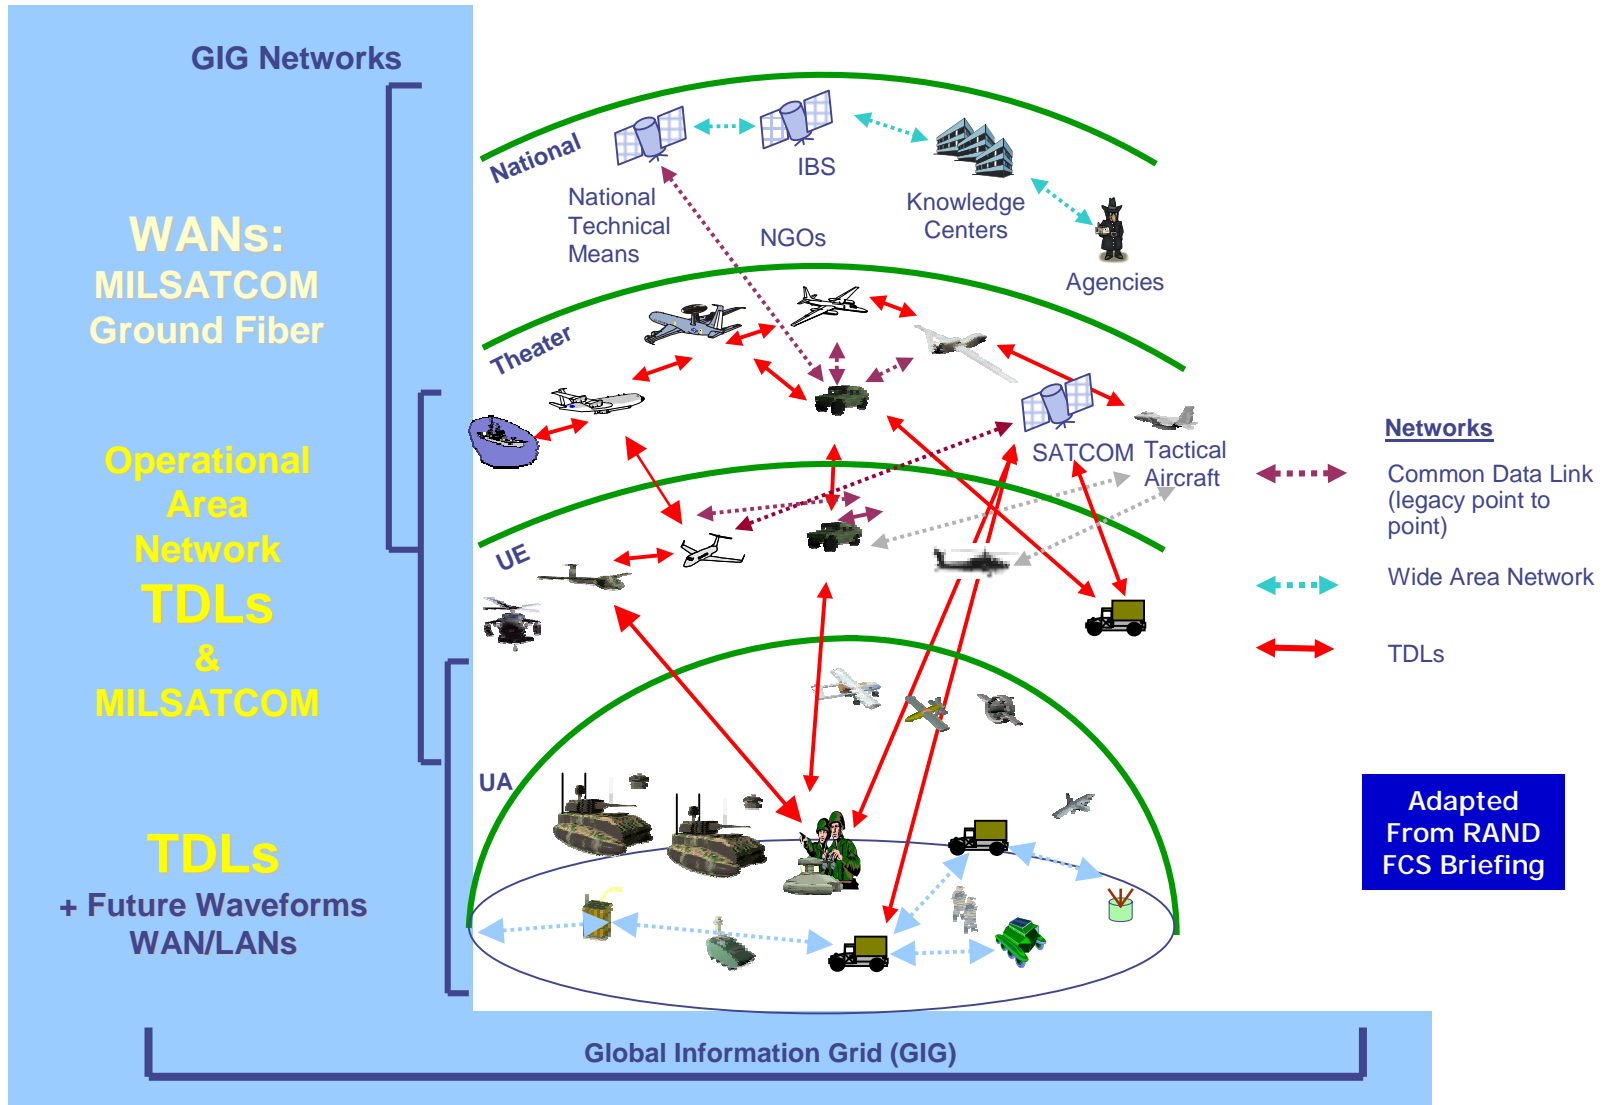 GIG Networks
WANs:
MILSATCOM
Ground Fiber
Operational
Area
Network
TDLs
&
MILSATCOM
TDLs
+ Future Waveforms
WAN/LANs
National
National
Technical
Means
IBS
NGOs
Knowledge
Centers
Agencies
Theater
SATCOM
Tactical
Aircraft
UE
UA
Networks
Common Data Link
(legacy point to
point)
Wide Area Network
TDLs
Adapted
From RAND
FCS Briefing
Global Information Grid (GIG)